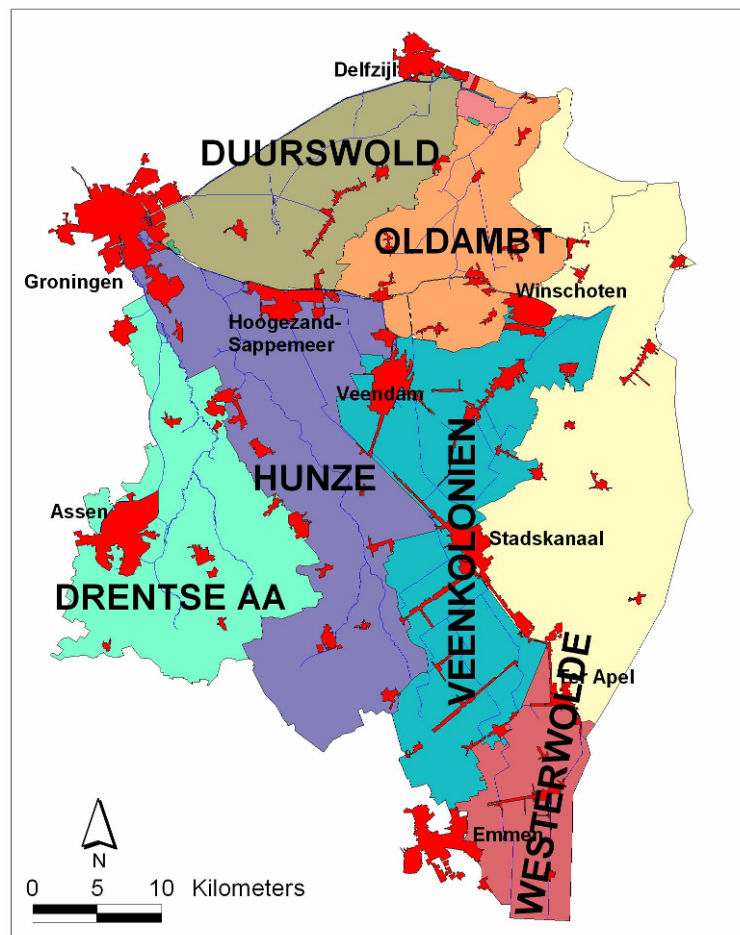 Delfzijl
DUURSWOLD
OLDAMBT
Groningen
Winschoten
Hoogezand-
Sappemeer
Veendam
HUNZE
VEENKOLONIEN
Assen
Stadskanaal
DRENTSE AA
Ter Apel
WESTERWOLDE
Emmen
N
0 5 10 Kilometers